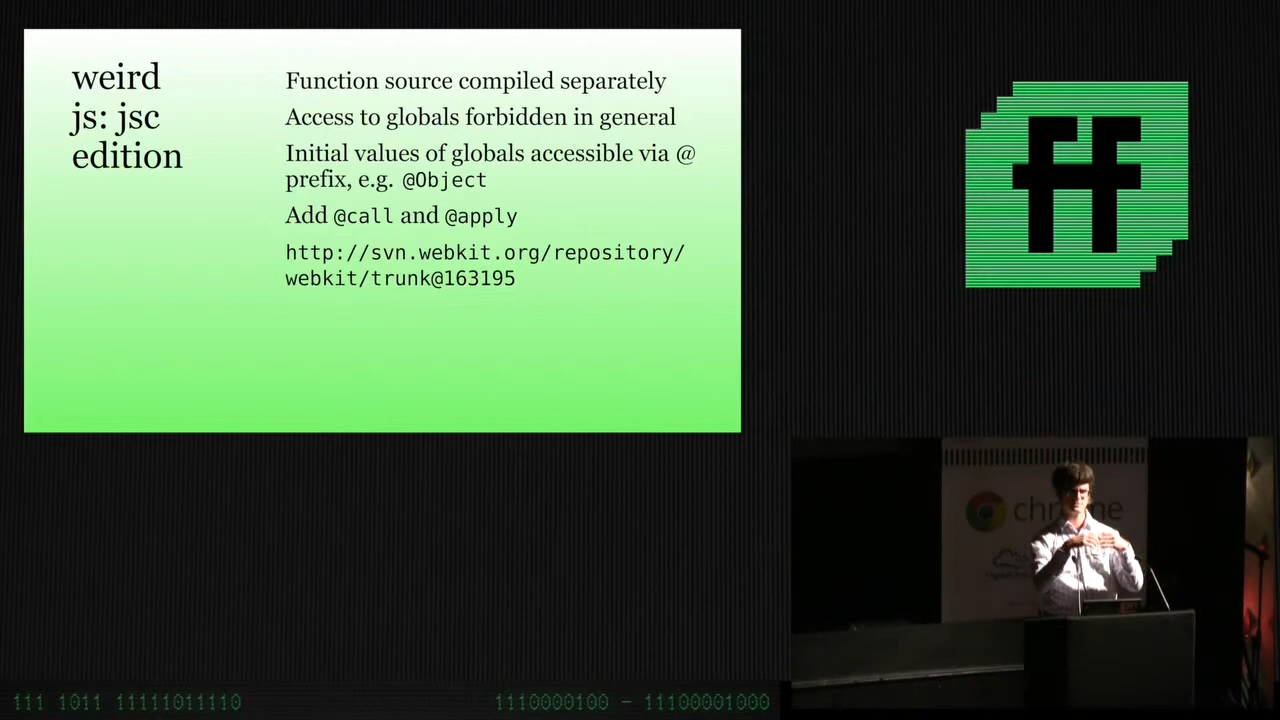 weird
js: jsc
edition
Function source compiled separately
Access to globals forbidden in general
Initial values of globals accessible via @
prefix, e.g. @Object
Add @call and @apply
http://svn.webkit.org/repository/
webkit/trunk@163195
ff
chrome
111 1011 11111011110
1110000100 – 11100001000